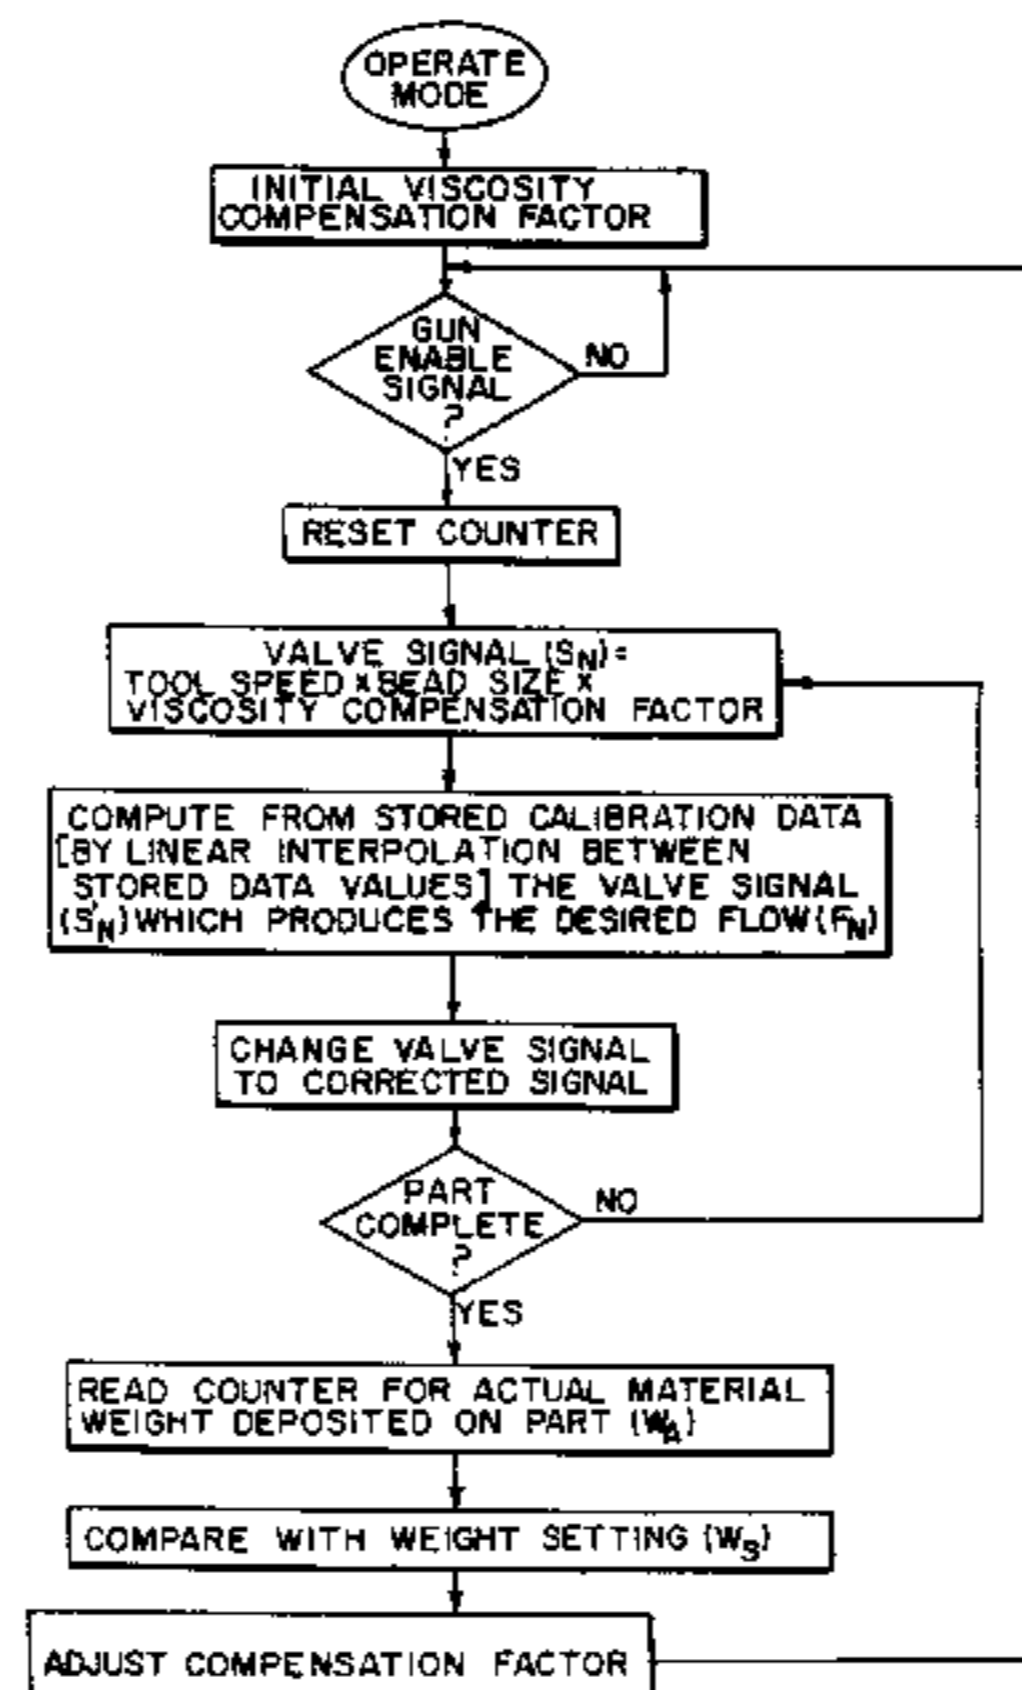 OPERATE
MODE
INITIAL VISCOSITY
COMPENSATION FACTOR
GUN
ENABLE
SIGNAL
?
NO
YES
RESET COUNTER
VALVE SIGNAL (SN) =
TOOL SPEED x BEAD SIZE x
VISCOSITY COMPENSATION FACTOR
COMPUTE FROM STORED CALIBRATION DATA
[BY LINEAR INTERPOLATION BETWEEN
STORED DATA VALUES] THE VALVE SIGNAL
(S'N) WHICH PRODUCES THE DESIRED FLOW (FN)
CHANGE VALVE SIGNAL
TO CORRECTED SIGNAL
PART
COMPLETE
?
NO
YES
READ COUNTER FOR ACTUAL MATERIAL
WEIGHT DEPOSITED ON PART (WA)
COMPARE WITH WEIGHT SETTING (WS)
ADJUST COMPENSATION FACTOR